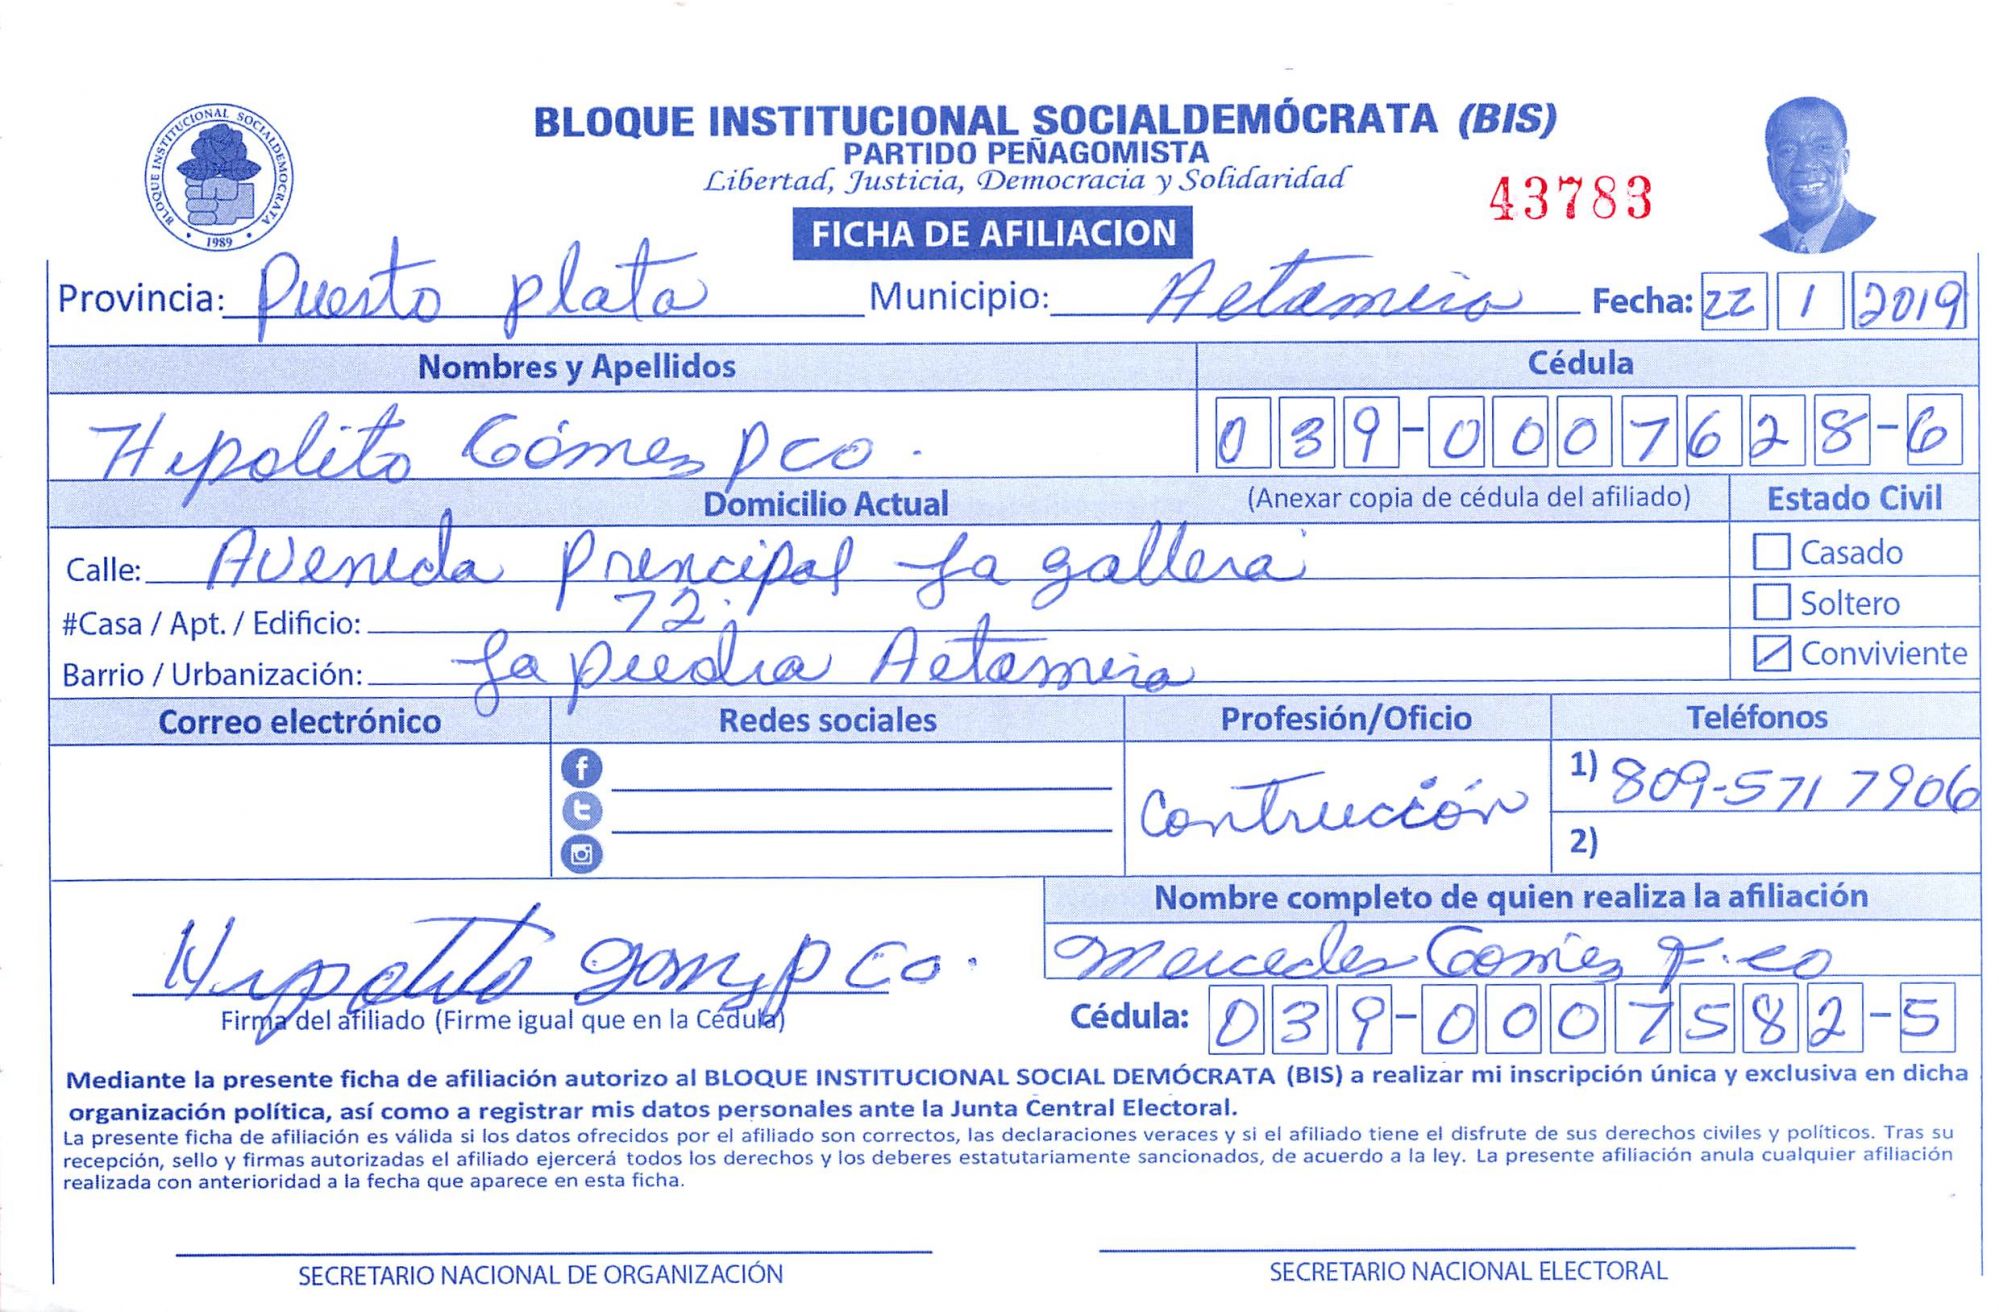 BLOQUE INSTITUCIONAL SOCIALDEMOCRATA
1989
BLOQUE INSTITUCIONAL SOCIALDEMÓCRATA (BIS)
PARTIDO PEÑAGOMISTA
Libertad, Justicia, Democracia y Solidaridad
43783
FICHA DE AFILIACION
Provincia: Puerto plata Municipio: Altamira Fecha: 22 1 2019
Nombres y Apellidos Cédula
Hipolito Gómez pco. 039-0007628-6
Domicilio Actual (Anexar copia de cédula del afiliado) Estado Civil
Calle: Avenida principal La gallera Casado
#Casa / Apt. / Edificio: 72. Soltero
Barrio / Urbanización: La piedra Altamira Conviviente
Correo electrónico Redes sociales Profesión/Oficio Teléfonos
Contrucción 1) 809-571 7906
2)
Nombre completo de quien realiza la afiliación
Hipolito gomez p co. Mercedes Gomez
Firma del afiliado (Firme igual que en la Cédula) Cédula: 039-0007582-5
Mediante la presente ficha de afiliación autorizo al BLOQUE INSTITUCIONAL SOCIAL DEMÓCRATA (BIS) a realizar mi inscripción única y exclusiva en dicha
organización política, así como a registrar mis datos personales ante la Junta Central Electoral.
La presente ficha de afiliación es válida si los datos ofrecidos por el afiliado son correctos, las declaraciones veraces y si el afiliado tiene el disfrute de sus derechos civiles y políticos. Tras su
recepción, sello y firmas autorizadas el afiliado ejercerá todos los derechos y los deberes estatutariamente sancionados, de acuerdo a la ley. La presente afiliación anula cualquier afiliación
realizada con anterioridad a la fecha que aparece en esta ficha.
SECRETARIO NACIONAL DE ORGANIZACIÓN SECRETARIO NACIONAL ELECTORAL